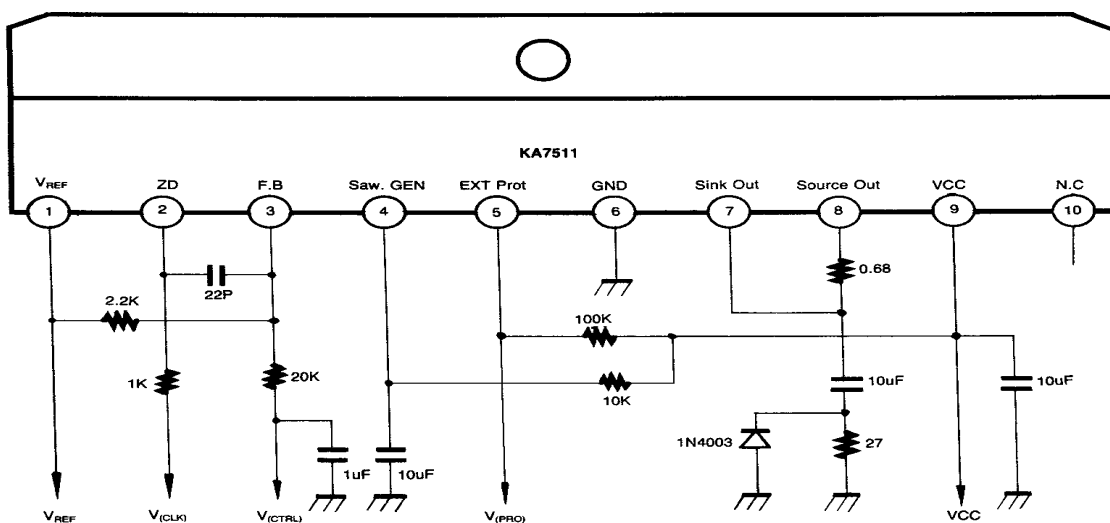 KA7511
VREF ZD F.B Saw. GEN EXT Prot GND Sink Out Source Out VCC N.C
1 2 3 4 5 6 7 8 9 10
0.68
22P
2.2K
100K
1K
20K
10K
10uF
10uF
1N4003
27
1uF
10uF
VREF V(CLK) V(CTRL) V(PRO) VCC